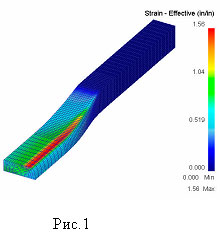 Strain - Effective (in/in)
1.56
1.04
0.519
0.000
0.000 Min
1.56 Max
Рис.1